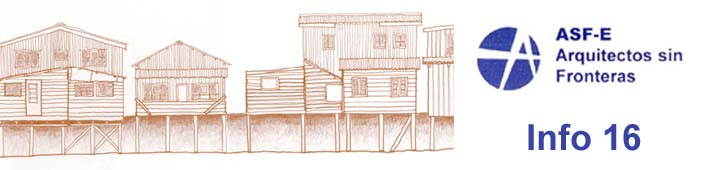 ASF-E
Arquitectos sin
Fronteras
Info 16